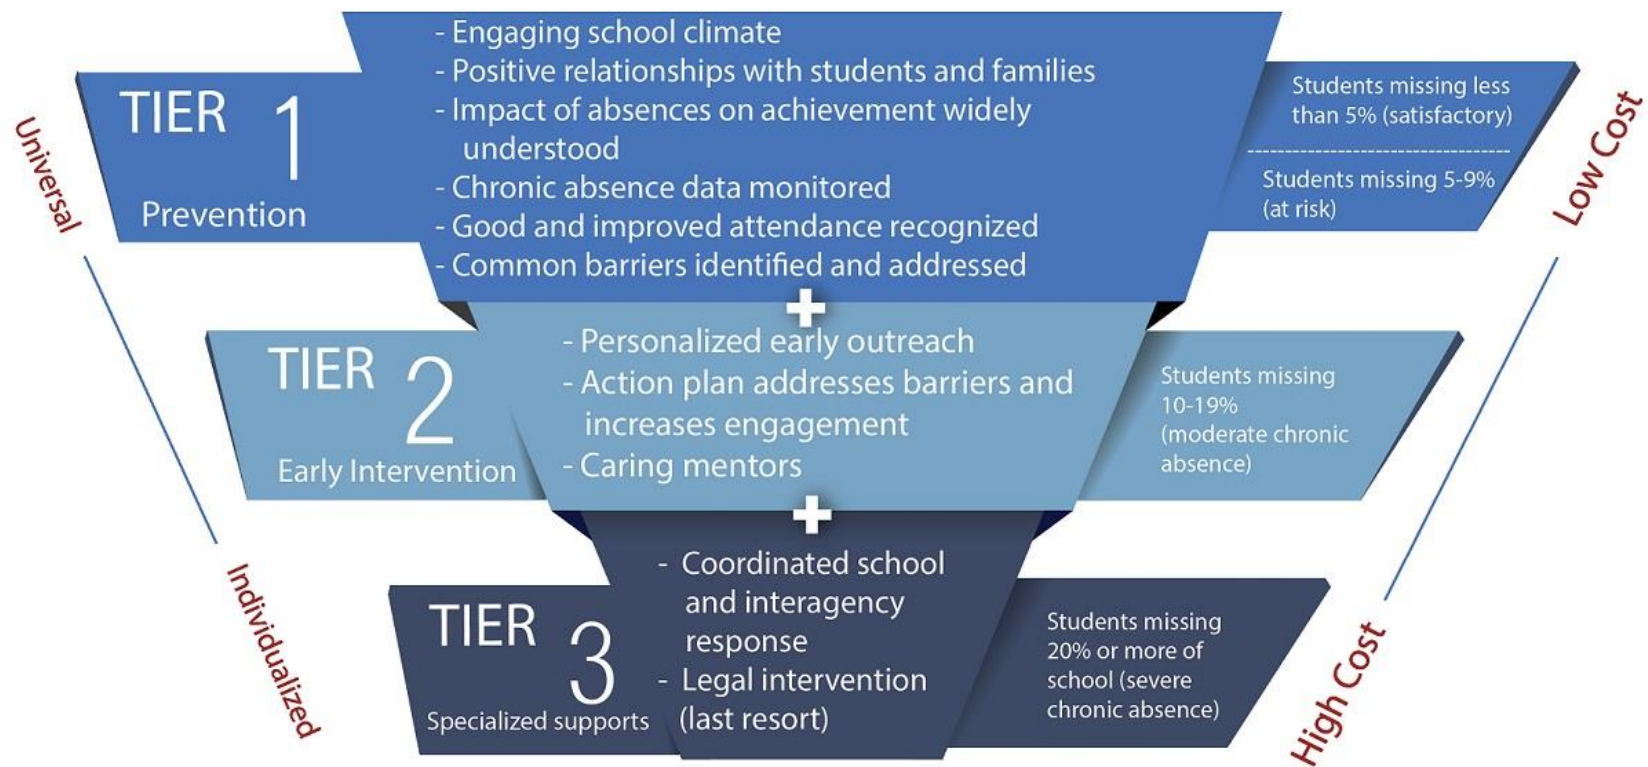 Universal
TIER 1
Prevention
- Engaging school climate
- Positive relationships with students and families
- Impact of absences on achievement widely
understood
- Chronic absence data monitored
- Good and improved attendance recognized
- Common barriers identified and addressed
Students missing less
than 5% (satisfactory)
Students missing 5-9%
(at risk)
Low Cost
+
TIER 2
Early Intervention
- Personalized early outreach
- Action plan addresses barriers and
increases engagement
- Caring mentors
Students missing
10-19%
(moderate chronic
absence)
+
Individualized
TIER 3
Specialized supports
- Coordinated school
and interagency
response
- Legal intervention
(last resort)
Students missing
20% or more of
school (severe
chronic absence)
High Cost